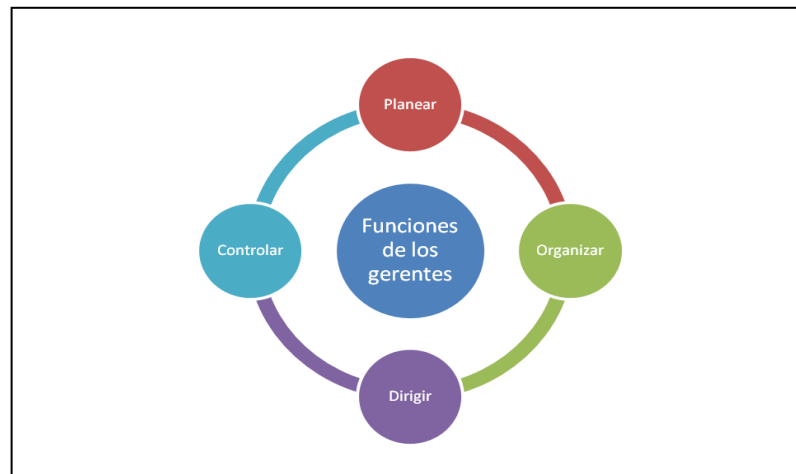 Planear
Controlar
Funciones
de los
gerentes
Organizar
Dirigir